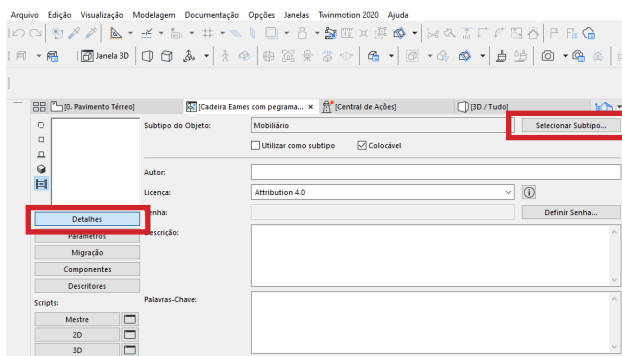 Arquivo Edição Visualização Modelagem Documentação Opções Janelas Twinmotion 2020 Ajuda
Janela 3D
[0. Pavimento Térreo] [Cadeira Eames com pegrama... × [Central de Ações] [3D / Tudo]
Subtipo do Objeto: Mobiliário Selecionar Subtipo...
Utilizar como subtipo Colocável
Autor:
Licença: Attribution 4.0
Senha: Definir Senha...
Detalhes
Descrição:
Parâmetros
Migração
Componentes
Descritores
Scripts: Palavras-Chave:
Mestre
2D
3D